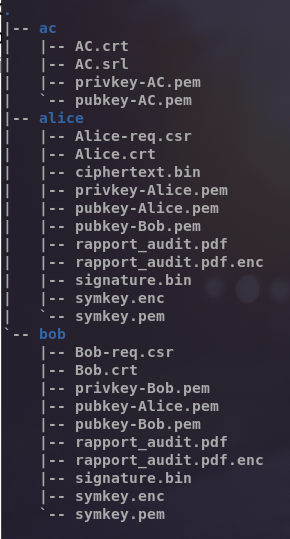 .
|-- ac
|   |-- AC.crt
|   |-- AC.srl
|   |-- privkey-AC.pem
|   `-- pubkey-AC.pem
|-- alice
|   |-- Alice-req.csr
|   |-- Alice.crt
|   |-- ciphertext.bin
|   |-- privkey-Alice.pem
|   |-- pubkey-Alice.pem
|   |-- pubkey-Bob.pem
|   |-- rapport_audit.pdf
|   |-- rapport_audit.pdf.enc
|   |-- signature.bin
|   |-- symkey.enc
|   `-- symkey.pem
`-- bob
    |-- Bob-req.csr
    |-- Bob.crt
    |-- privkey-Bob.pem
    |-- pubkey-Alice.pem
    |-- pubkey-Bob.pem
    |-- rapport_audit.pdf
    |-- rapport_audit.pdf.enc
    |-- signature.bin
    |-- symkey.enc
    `-- symkey.pem